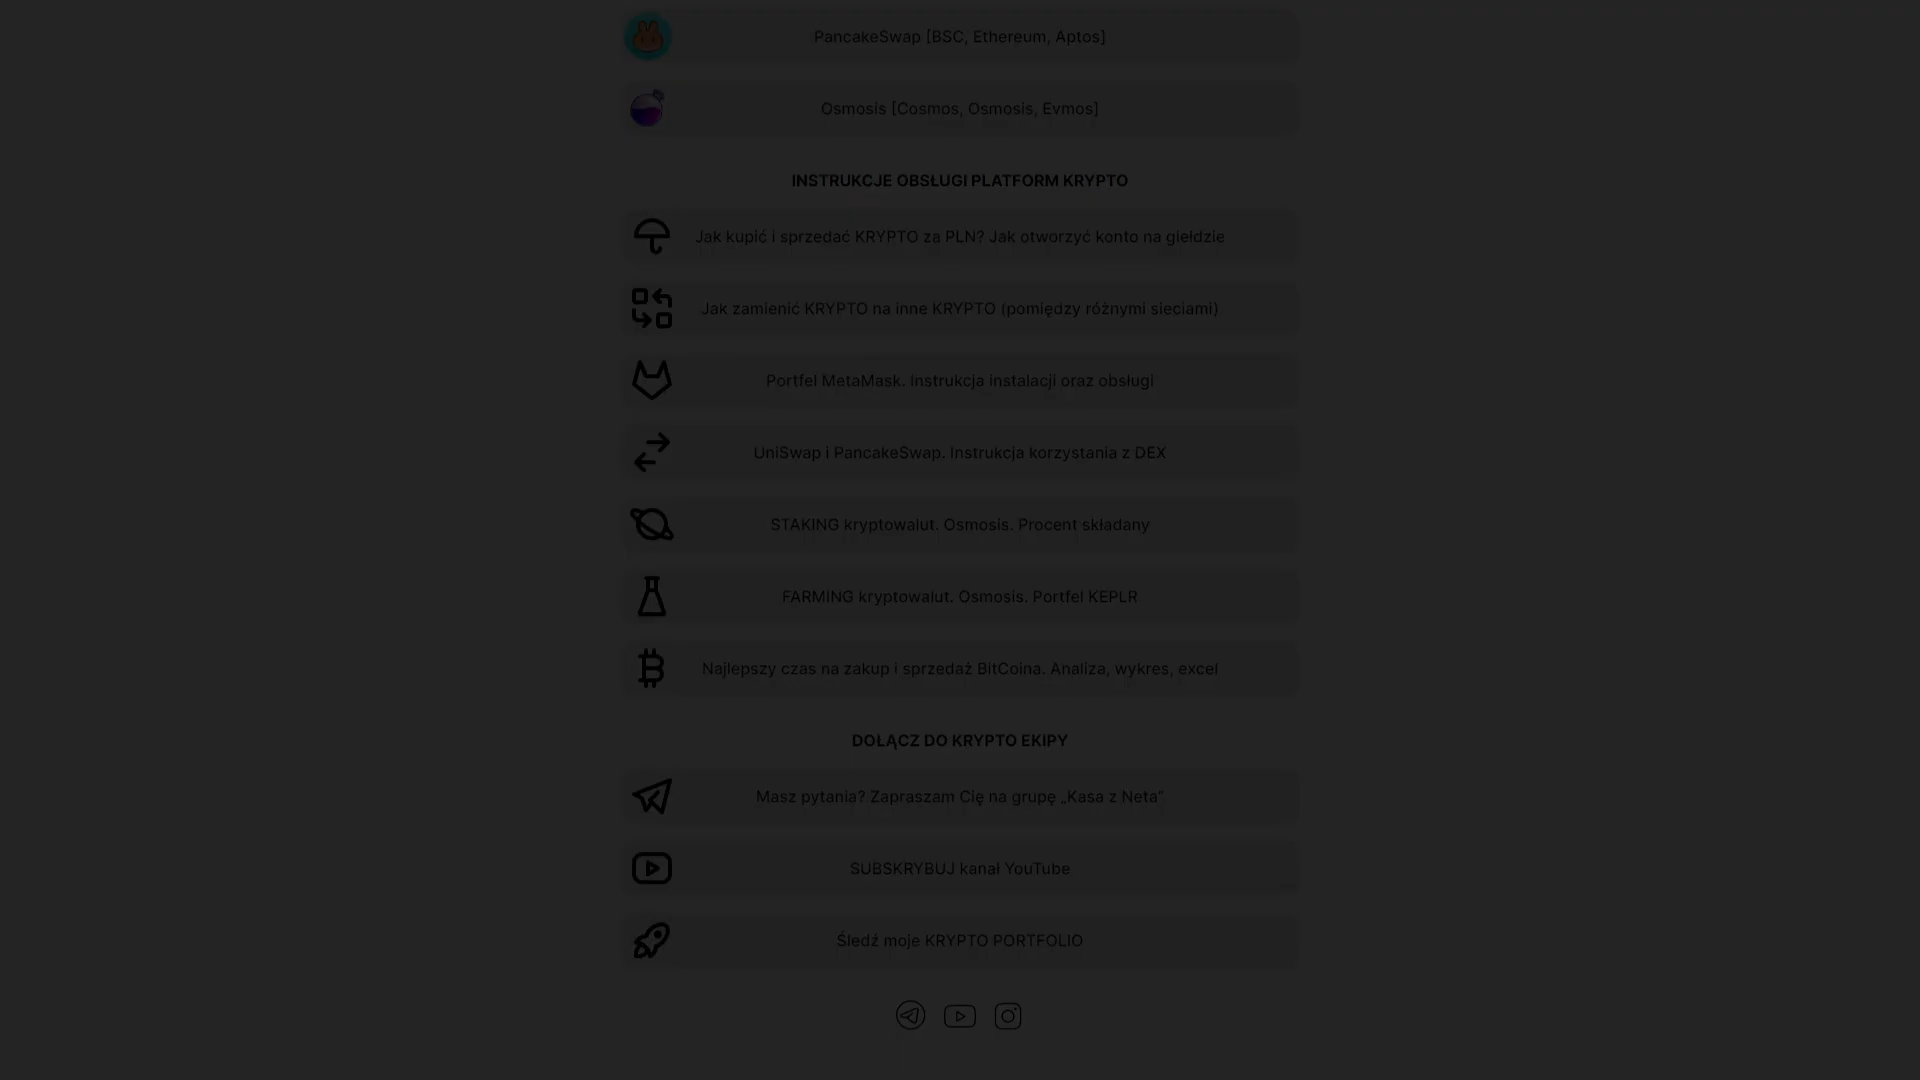 PancakeSwap [BSC, Ethereum, Aptos]
Osmosis [Cosmos, Osmosis, Evmos]
INSTRUKCJE OBSŁUGI PLATFORM KRYPTO
Jak kupić i sprzedać KRYPTO za PLN? Jak otworzyć konto na giełdzie
Jak zamienić KRYPTO na inne KRYPTO (pomiędzy różnymi sieciami)
Portfel MetaMask. Instrukcja instalacji oraz obsługi
UniSwap i PancakeSwap. Instrukcja korzystania z DEX
STAKING kryptowalut. Osmosis. Procent składany
FARMING kryptowalut. Osmosis. Portfel KEPLR
Najlepszy czas na zakup i sprzedaż BitCoina. Analiza, wykres, excel
DOŁĄCZ DO KRYPTO EKIPY
Masz pytania? Zapraszam Cię na grupę „Kasa z Neta”
SUBSKRYBUJ kanał YouTube
Śledź moje KRYPTO PORTFOLIO